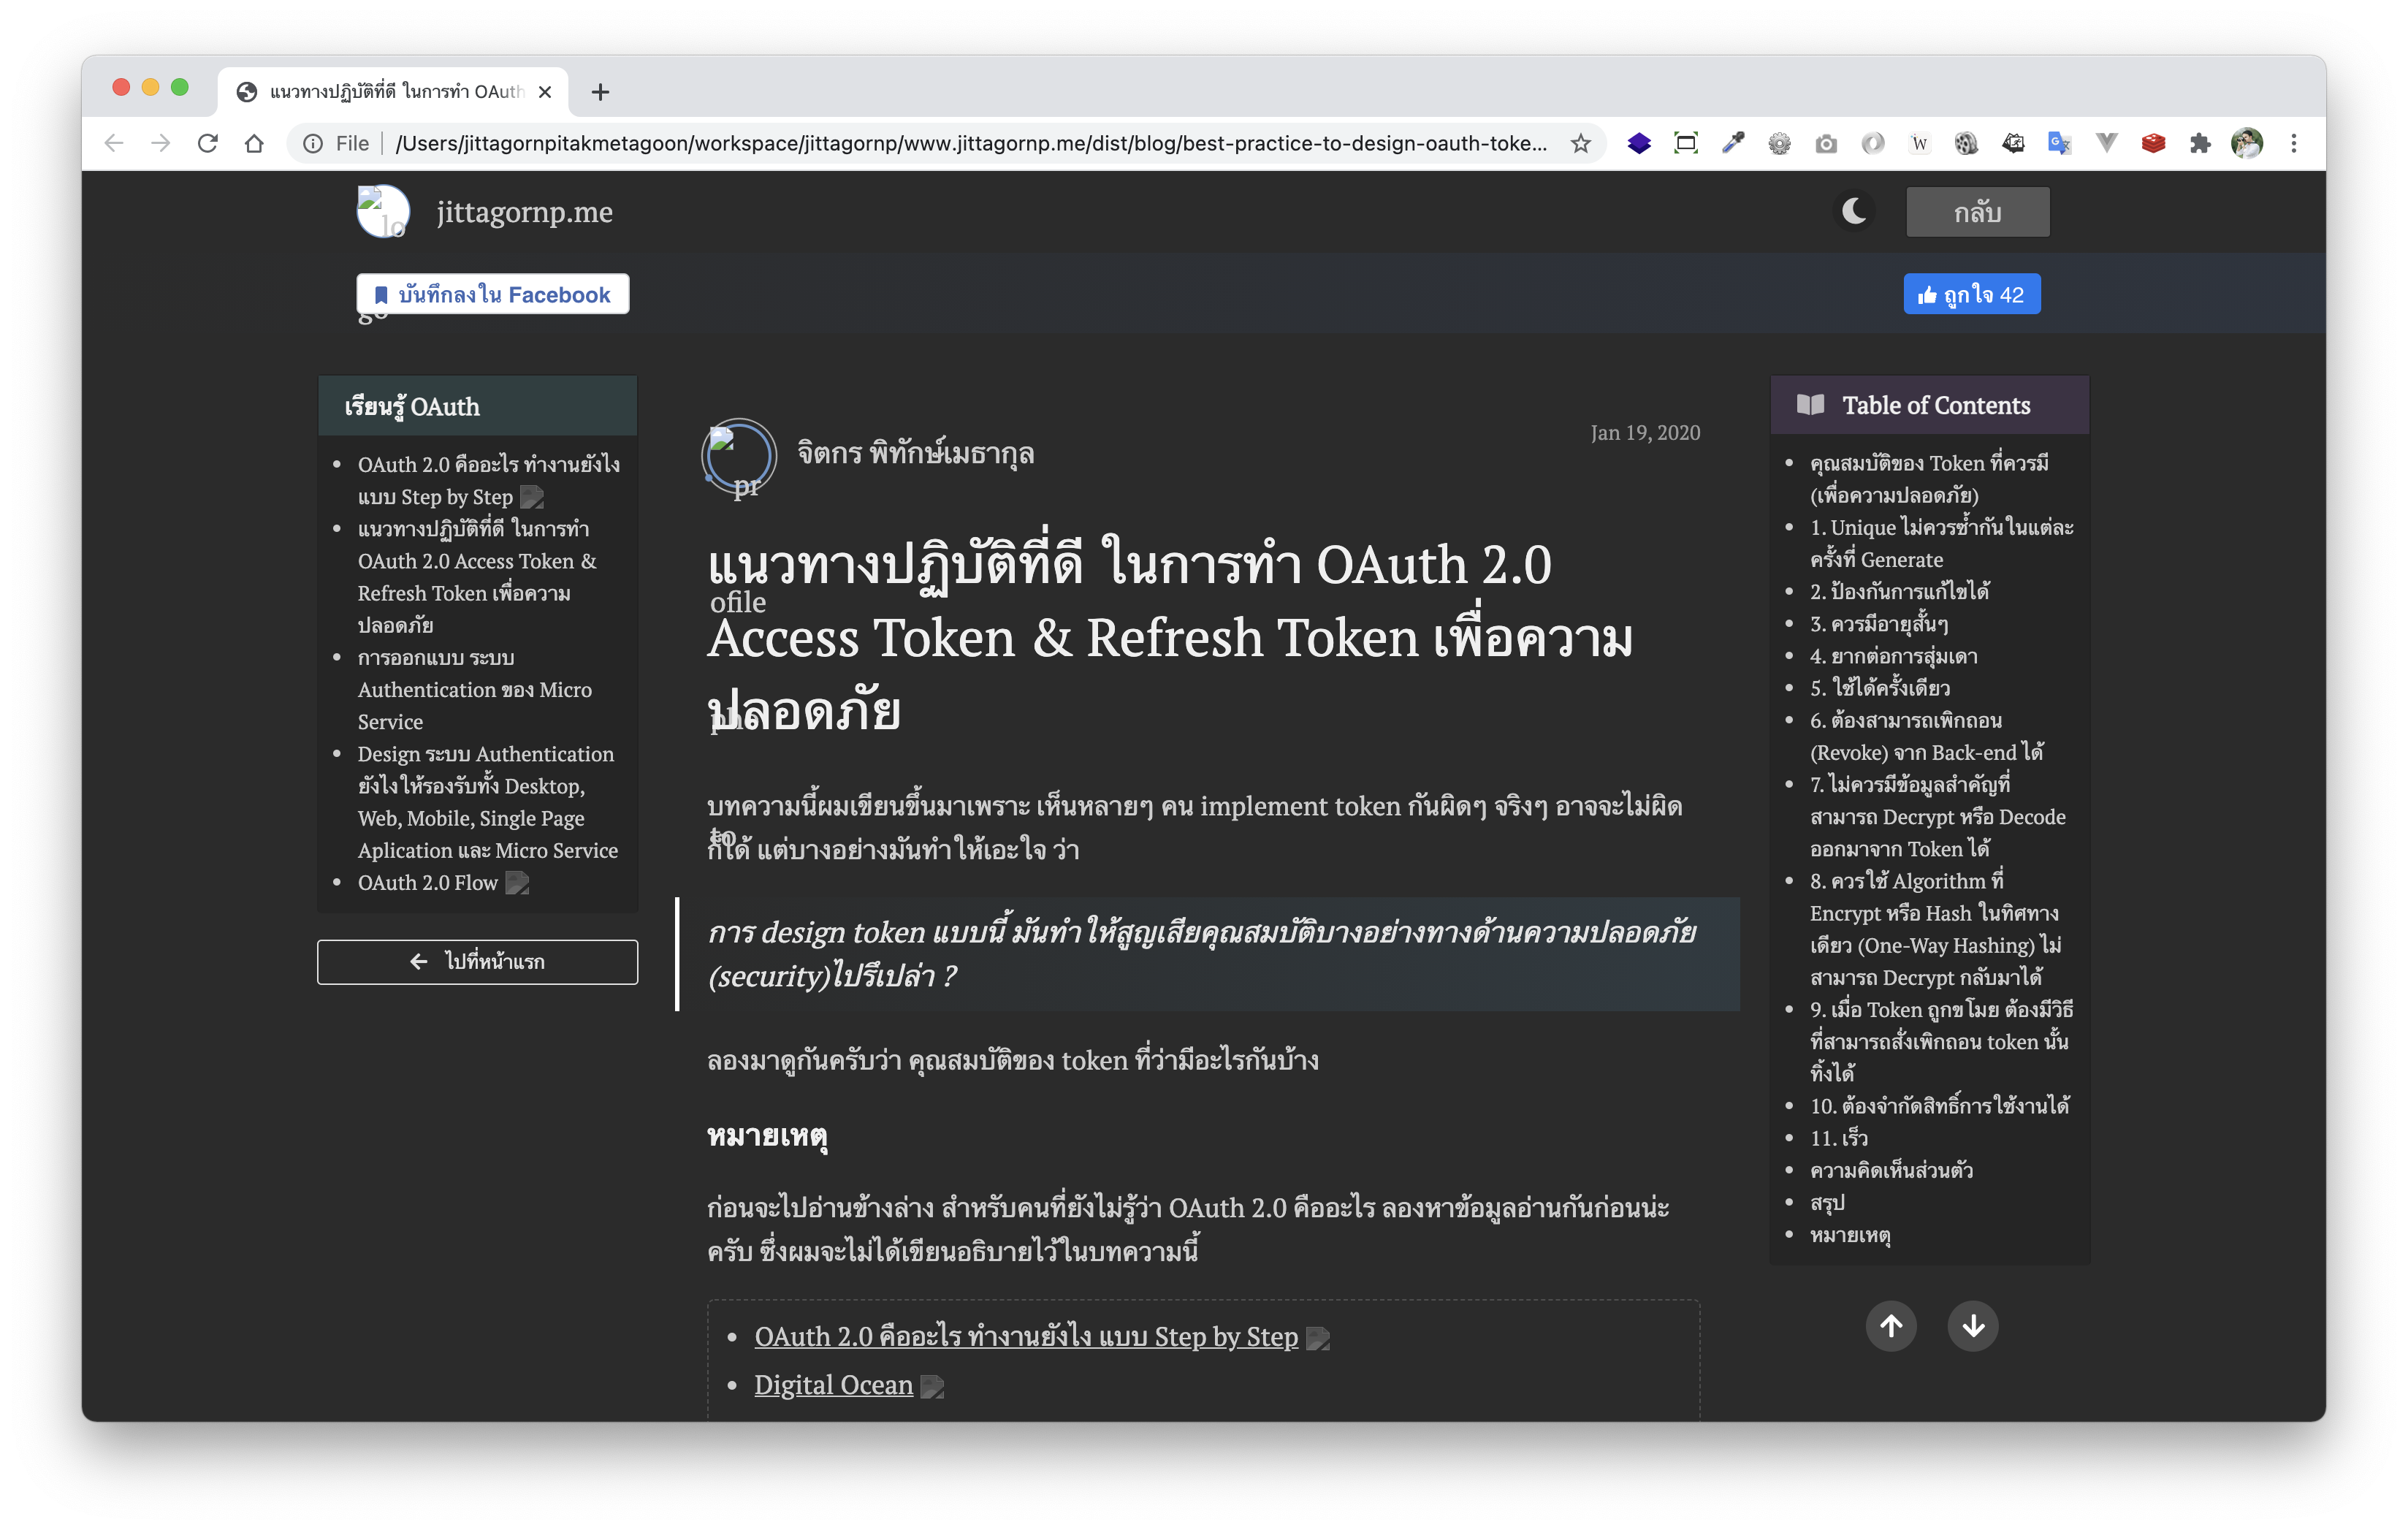 แนวทางปฏิบัติที่ดี ในการทำ OAuth
File
/Users/jittagornpitakmetagoon/workspace/jittagornp/www.jittagornp.me/dist/blog/best-practice-to-design-oauth-toke...
lo
jittagornp.me
กลับ
บันทึกลงใน Facebook
go
ถูกใจ 42
เรียนรู้ OAuth
OAuth 2.0 คืออะไร ทำงานยังไง
แบบ Step by Step
แนวทางปฏิบัติที่ดี ในการทำ
OAuth 2.0 Access Token &
Refresh Token เพื่อความ
ปลอดภัย
การออกแบบ ระบบ
Authentication ของ Micro
Service
Design ระบบ Authentication
ยังไงให้รองรับทั้ง Desktop,
Web, Mobile, Single Page
Aplication และ Micro Service
OAuth 2.0 Flow
ไปที่หน้าแรก
pr
จิตกร พิทักษ์เมธากุล
Jan 19, 2020
แนวทางปฏิบัติที่ดี ในการทำ OAuth 2.0
ofile
Access Token & Refresh Token เพื่อความ
ปลอดภัย
pho
บทความนี้ผมเขียนขึ้นมาเพราะ เห็นหลายๆ คน implement token กันผิดๆ จริงๆ อาจจะไม่ผิด
to
ก็ได้ แต่บางอย่างมันทำให้เอะใจ ว่า
การ design token แบบนี้ มันทำให้สูญเสียคุณสมบัติบางอย่างทางด้านความปลอดภัย
(security)ไปรึเปล่า ?
ลองมาดูกันครับว่า คุณสมบัติของ token ที่ว่ามีอะไรกันบ้าง
หมายเหตุ
ก่อนจะไปอ่านข้างล่าง สำหรับคนที่ยังไม่รู้ว่า OAuth 2.0 คืออะไร ลองหาข้อมูลอ่านกันก่อนน่ะ
ครับ ซึ่งผมจะไม่ได้เขียนอธิบายไว้ในบทความนี้
OAuth 2.0 คืออะไร ทำงานยังไง แบบ Step by Step
Digital Ocean
Table of Contents
คุณสมบัติของ Token ที่ควรมี
(เพื่อความปลอดภัย)
1. Unique ไม่ควรซ้ำกันในแต่ละ
ครั้งที่ Generate
2. ป้องกันการแก้ไขได้
3. ควรมีอายุสั้นๆ
4. ยากต่อการสุ่มเดา
5. ใช้ได้ครั้งเดียว
6. ต้องสามารถเพิกถอน
(Revoke) จาก Back-end ได้
7. ไม่ควรมีข้อมูลสำคัญที่
สามารถ Decrypt หรือ Decode
ออกมาจาก Token ได้
8. ควรใช้ Algorithm ที่
Encrypt หรือ Hash ในทิศทาง
เดียว (One-Way Hashing) ไม่
สามารถ Decrypt กลับมาได้
9. เมื่อ Token ถูกขโมย ต้องมีวิธี
ที่สามารถสั่งเพิกถอน token นั้น
ทิ้งได้
10. ต้องจำกัดสิทธิ์การใช้งานได้
11. เร็ว
ความคิดเห็นส่วนตัว
สรุป
หมายเหตุ